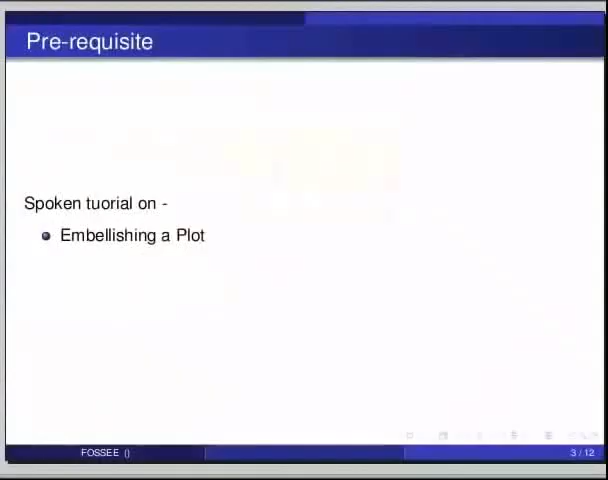 Pre-requisite
Spoken tuorial on -
Embellishing a Plot
FOSSEE ()
3 / 12